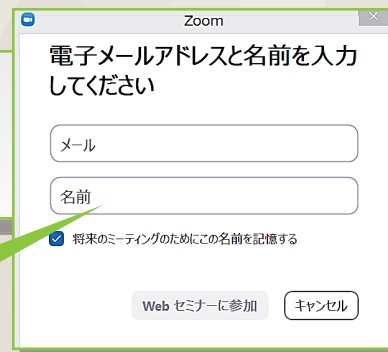 Zoom
電子メールアドレスと名前を入力
してください
メール
名前
将来のミーティングのためにこの名前を記憶する
Web セミナーに参加
キャンセル